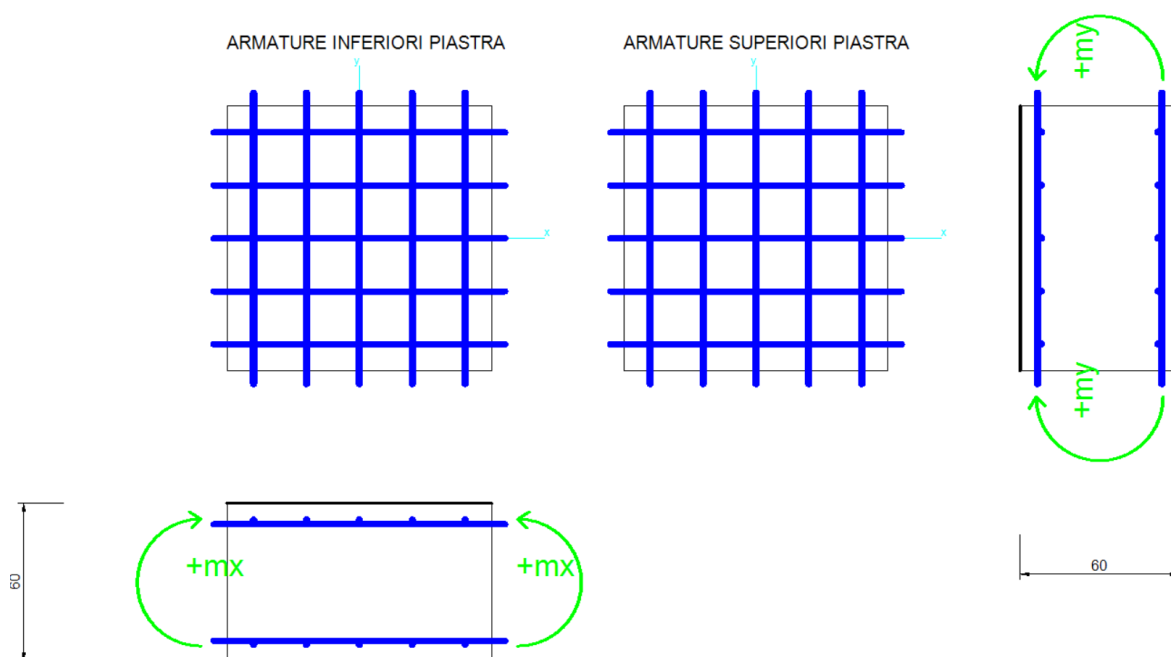 ARMATURE INFERIORI PIASTRA
ARMATURE SUPERIORI PIASTRA
y
y
+my
x
x
+my
+mx
+mx
60
60